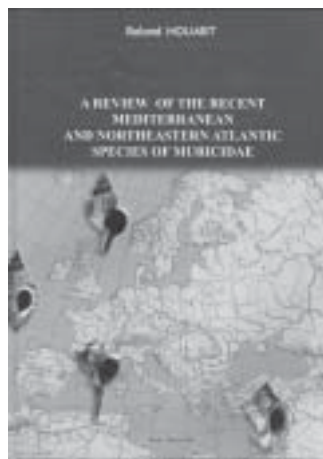 Roland HOUART
A REVIEW OF THE RECENT
MEDITERRANEAN
AND NORTHEASTERN ATLANTIC
SPECIES OF MURICIDAE